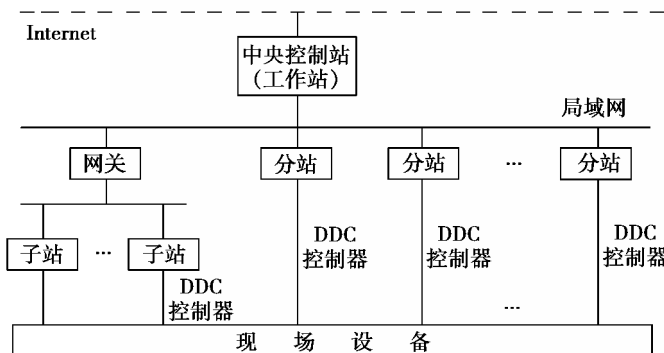 Internet
中央控制站
(工作站)
局域网
网关
分站
分站
…
分站
子站
…
子站
DDC
控制器
DDC
控制器
DDC
控制器
DDC
控制器
…
现场设备